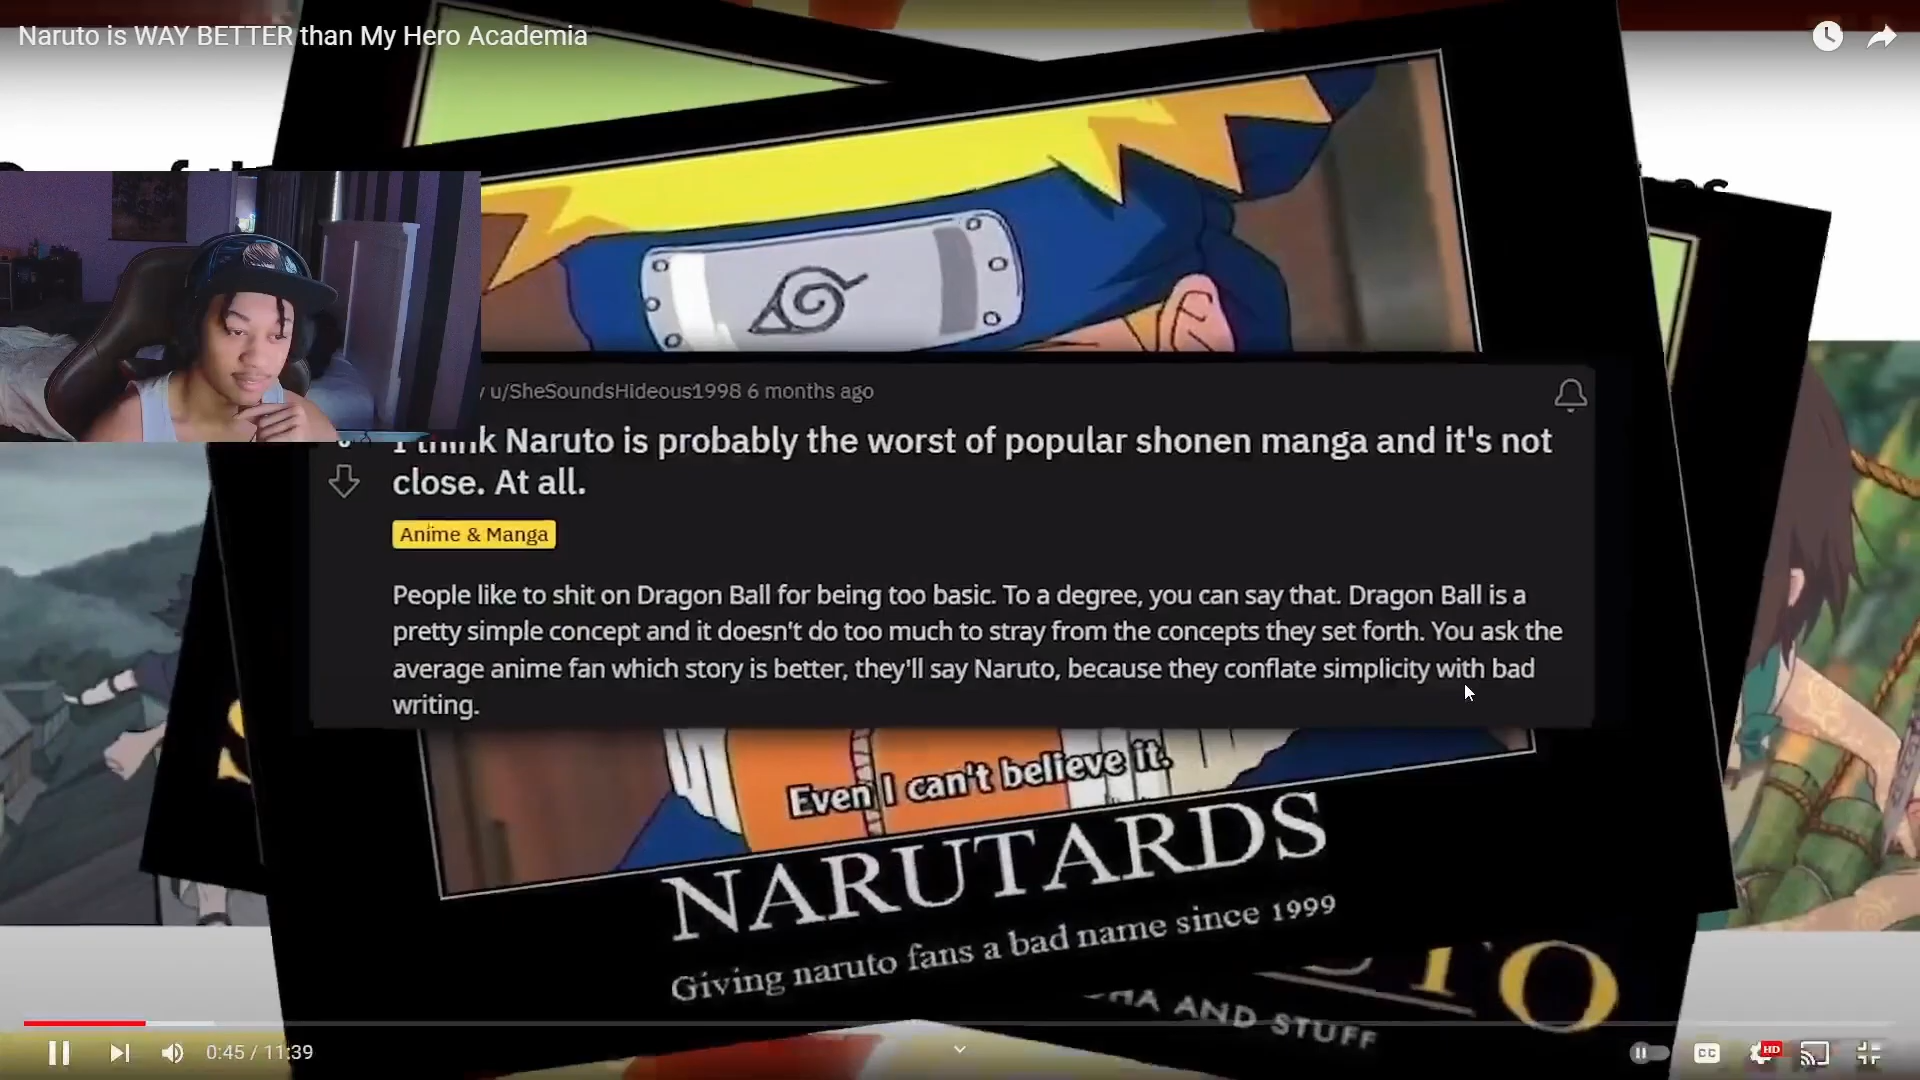 Naruto is WAY BETTER than My Hero Academia
u/SheSoundsHideous1998 6 months ago
I think Naruto is probably the worst of popular shonen manga and it's not
close. At all.
Anime & Manga
People like to shit on Dragon Ball for being too basic. To a degree, you can say that. Dragon Ball is a
pretty simple concept and it doesn't do too much to stray from the concepts they set forth. You ask the
average anime fan which story is better, they'll say Naruto, because they conflate simplicity with bad
writing.
Even I can't believe it.
NARUTARDS
Giving naruto fans a bad name since 1999
AND STUFF
0:45 / 11:39
CC
HD